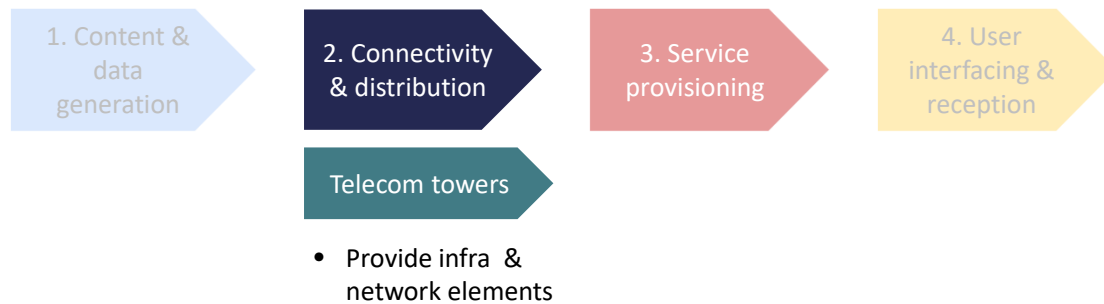 1. Content &
data
generation
2. Connectivity
& distribution
3. Service
provisioning
4. User
interfacing &
reception
Telecom towers
• Provide infra &
network elements